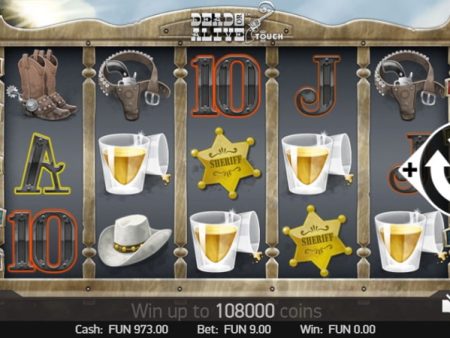 DEAD OR
ALIVE TOUCH
10 J
A SHERIFF J
10 SHERIFF
+
Win up to 108000 coins
Cash: FUN 973.00 Bet: FUN 9.00 Win: FUN 0.00